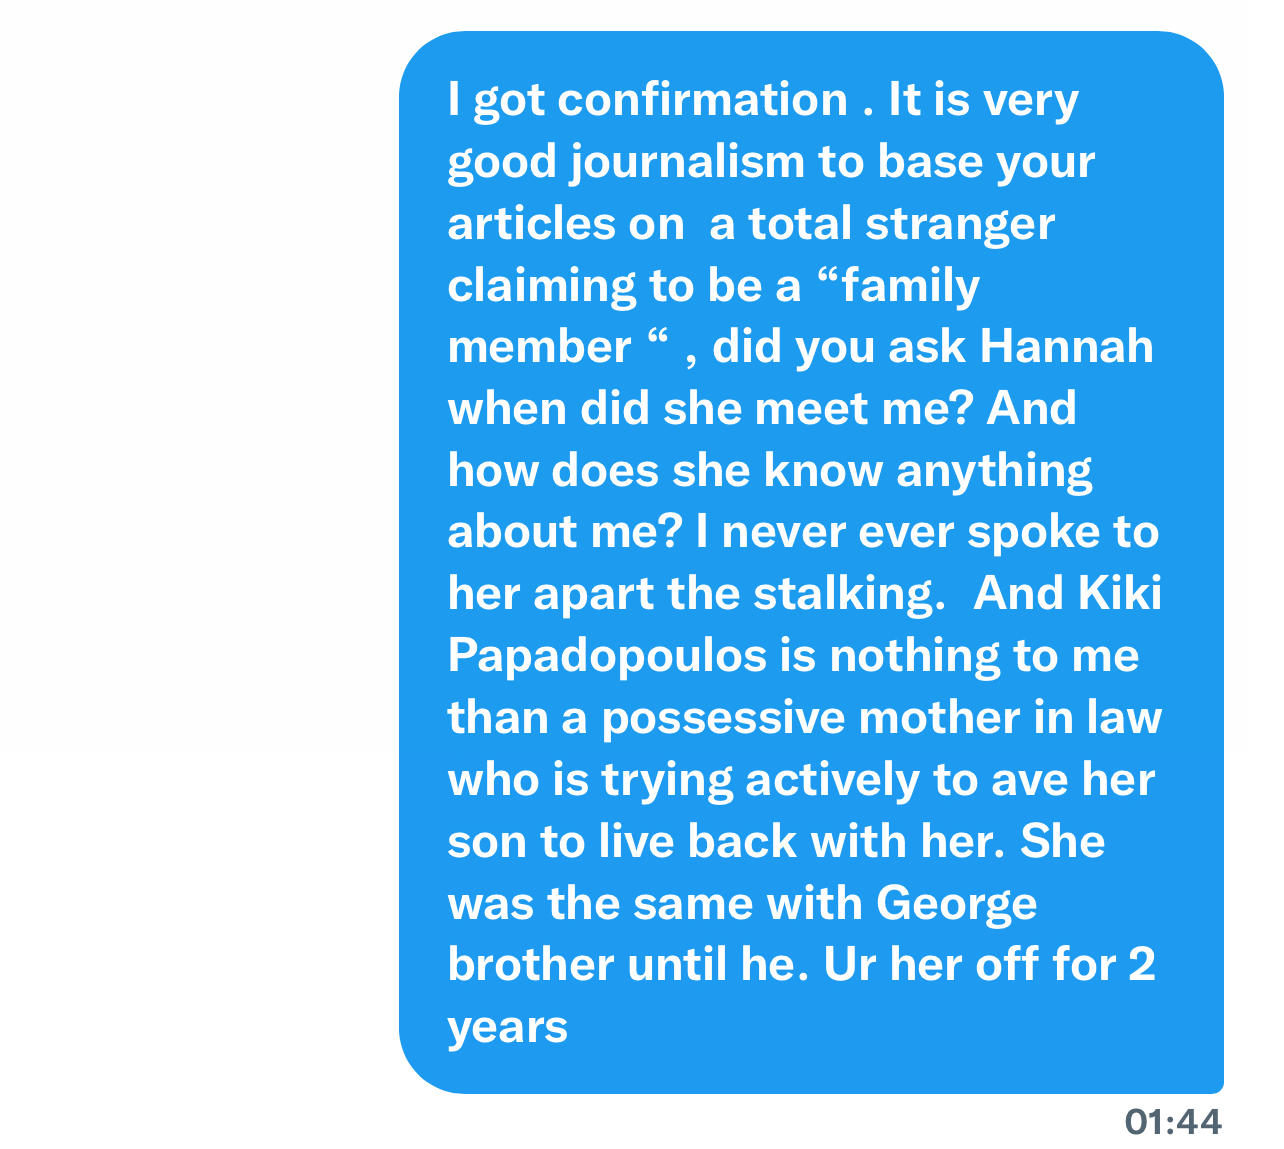 I got confirmation . It is very
good journalism to base your
articles on  a total stranger
claiming to be a “family
member “ , did you ask Hannah
when did she meet me? And
how does she know anything
about me? I never ever spoke to
her apart the stalking.  And Kiki
Papadopoulos is nothing to me
than a possessive mother in law
who is trying actively to ave her
son to live back with her. She
was the same with George
brother until he. Ur her off for 2
years
01:44